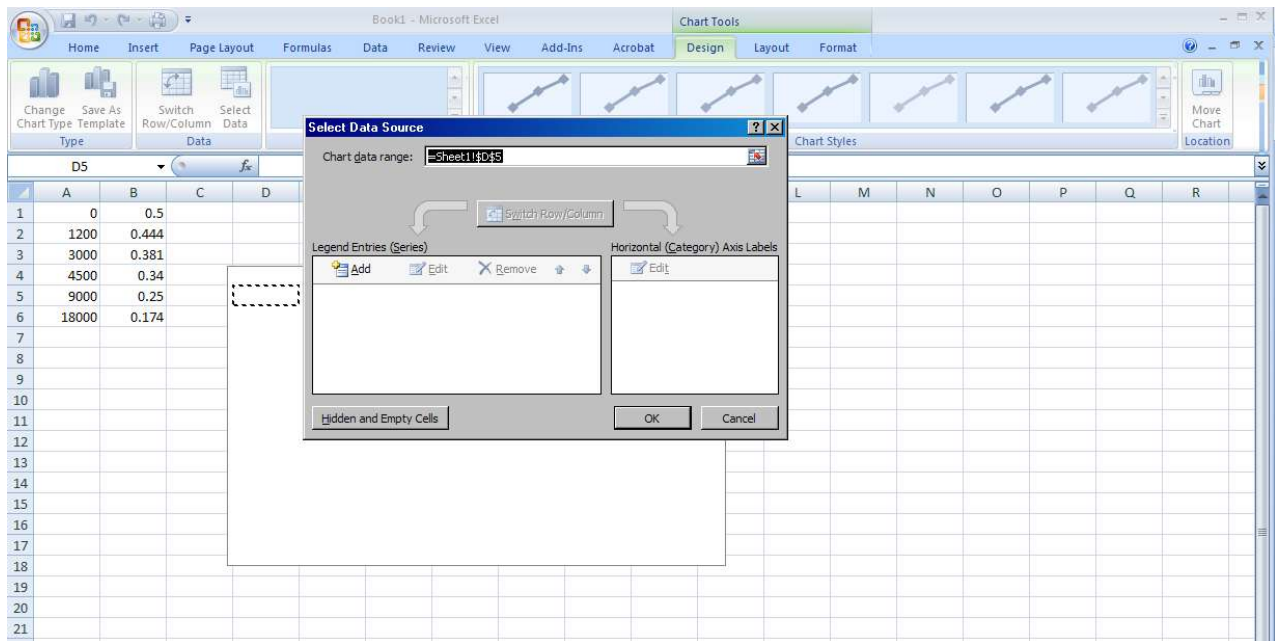 Book1 - Microsoft Excel
Chart Tools
Home Insert Page Layout Formulas Data Review View Add-Ins Acrobat Design Layout Format
Change Chart Type
Save As Template
Switch Row/Column
Select Data
Move Chart
Type Data Chart Styles Location
D5 fx
A B C D L M N O P Q R
1 0 0.5
2 1200 0.444
3 3000 0.381
4 4500 0.34
5 9000 0.25
6 18000 0.174
7
8
9
10
11
12
13
14
15
16
17
18
19
20
21
Select Data Source
Chart data range: =Sheet1!$D$5
Switch Row/Column
Legend Entries (Series)
Add Edit Remove
Horizontal (Category) Axis Labels
Edit
Hidden and Empty Cells OK Cancel